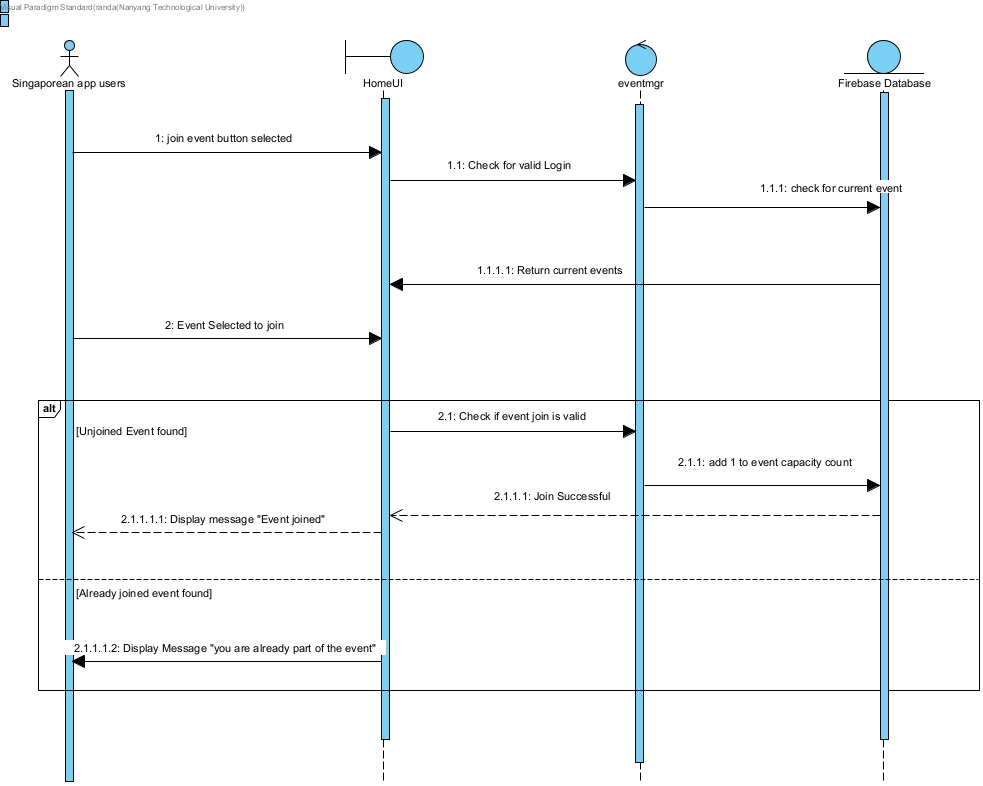 Visual Paradigm Standard(randa(Nanyang Technological University))
Singaporean app users
HomeUI
eventmgr
Firebase Database
1: join event button selected
1.1: Check for valid Login
1.1.1: check for current event
1.1.1.1: Return current events
2: Event Selected to join
alt
2.1: Check if event join is valid
[Unjoined Event found]
2.1.1: add 1 to event capacity count
2.1.1.1: Join Successful
2.1.1.1.1: Display message "Event joined"
[Already joined event found]
2.1.1.1.2: Display Message "you are already part of the event"